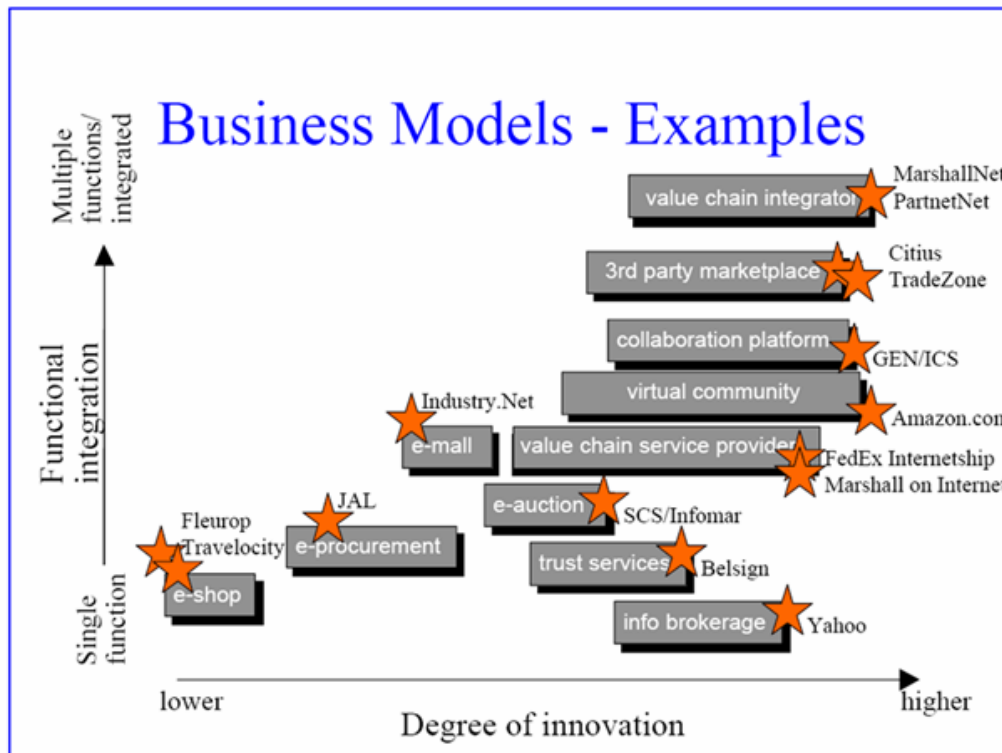 Business Models - Examples
Multiple
functions/
integrated
Functional
integration
Single
function
value chain integrator
MarshallNet
PartnetNet
3rd party marketplace
Citius
TradeZone
collaboration platform
GEN/ICS
virtual community
Amazon.com
Industry.Net
e-mall
value chain service provider
FedEx Internetship
Marshall on Internet
e-auction
SCS/Infomar
JAL
e-procurement
Fleurop
Travelocity
e-shop
trust services
Belsign
info brokerage
Yahoo
lower
higher
Degree of innovation